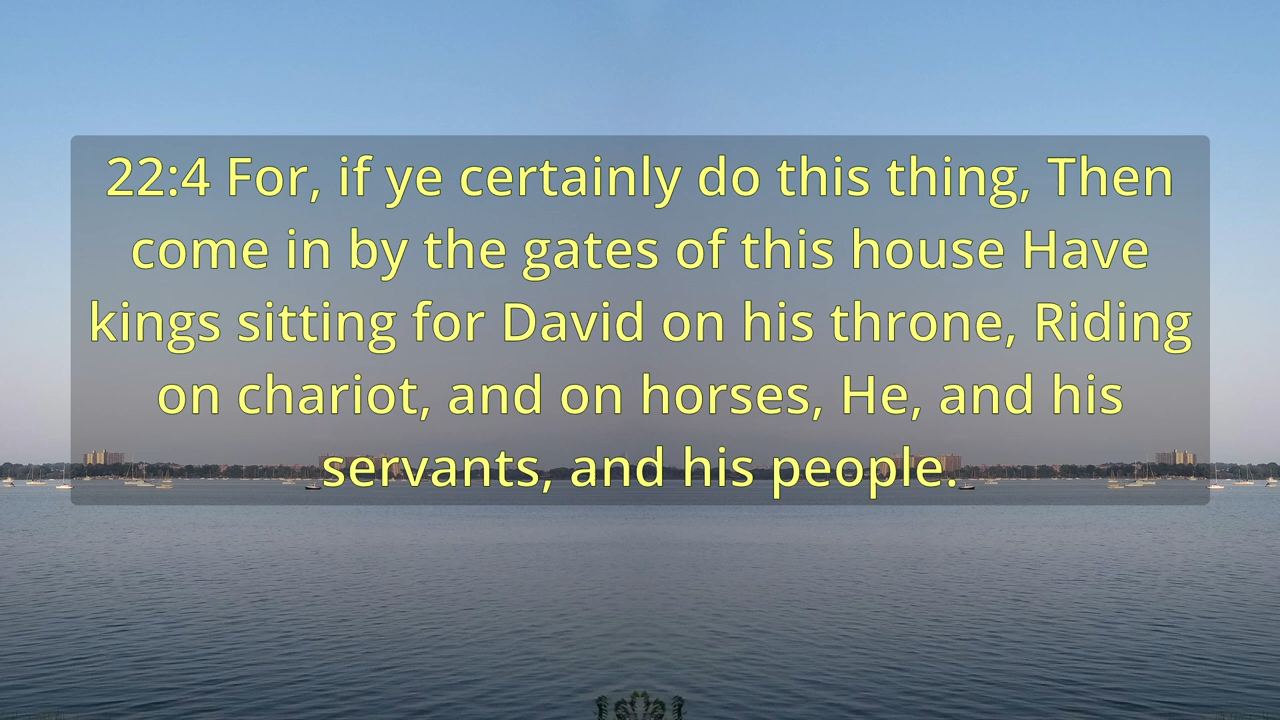 22:4 For, if ye certainly do this thing, Then
come in by the gates of this house Have
kings sitting for David on his throne, Riding
on chariot, and on horses, He, and his
servants, and his people.